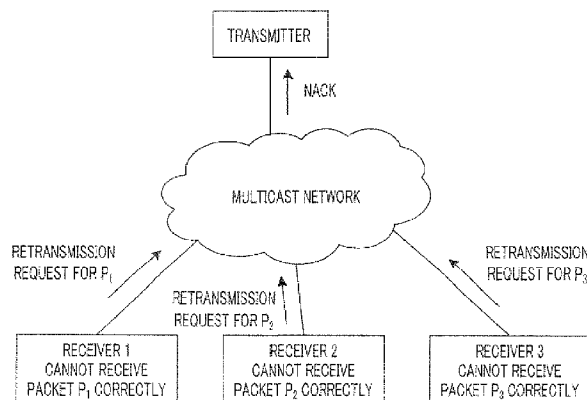 TRANSMITTER
NACK
MULTICAST NETWORK
RETRANSMISSION
REQUEST FOR P₁
RETRANSMISSION
REQUEST FOR P₂
RETRANSMISSION
REQUEST FOR P₃
RECEIVER 1
CANNOT RECEIVE
PACKET P₁ CORRECTLY
RECEIVER 2
CANNOT RECEIVE
PACKET P₂ CORRECTLY
RECEIVER 3
CANNOT RECEIVE
PACKET P₃ CORRECTLY